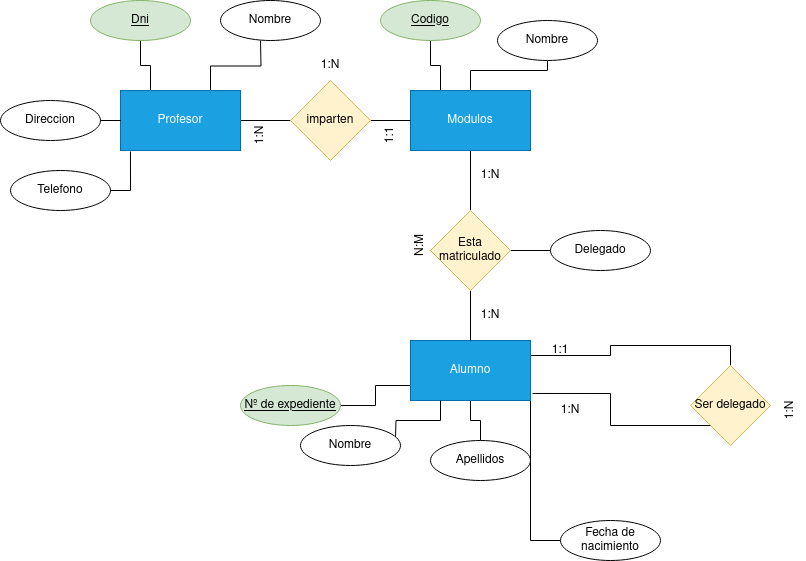 Dni
Nombre
Codigo
Nombre
1:N
Direccion
Profesor
1:N
imparten
1:1
Modulos
Telefono
1:N
N:M
Esta
matriculado
Delegado
1:N
Alumno
1:1
Nº de expediente
1:N
Ser delegado
1:N
Nombre
Apellidos
Fecha de
nacimiento